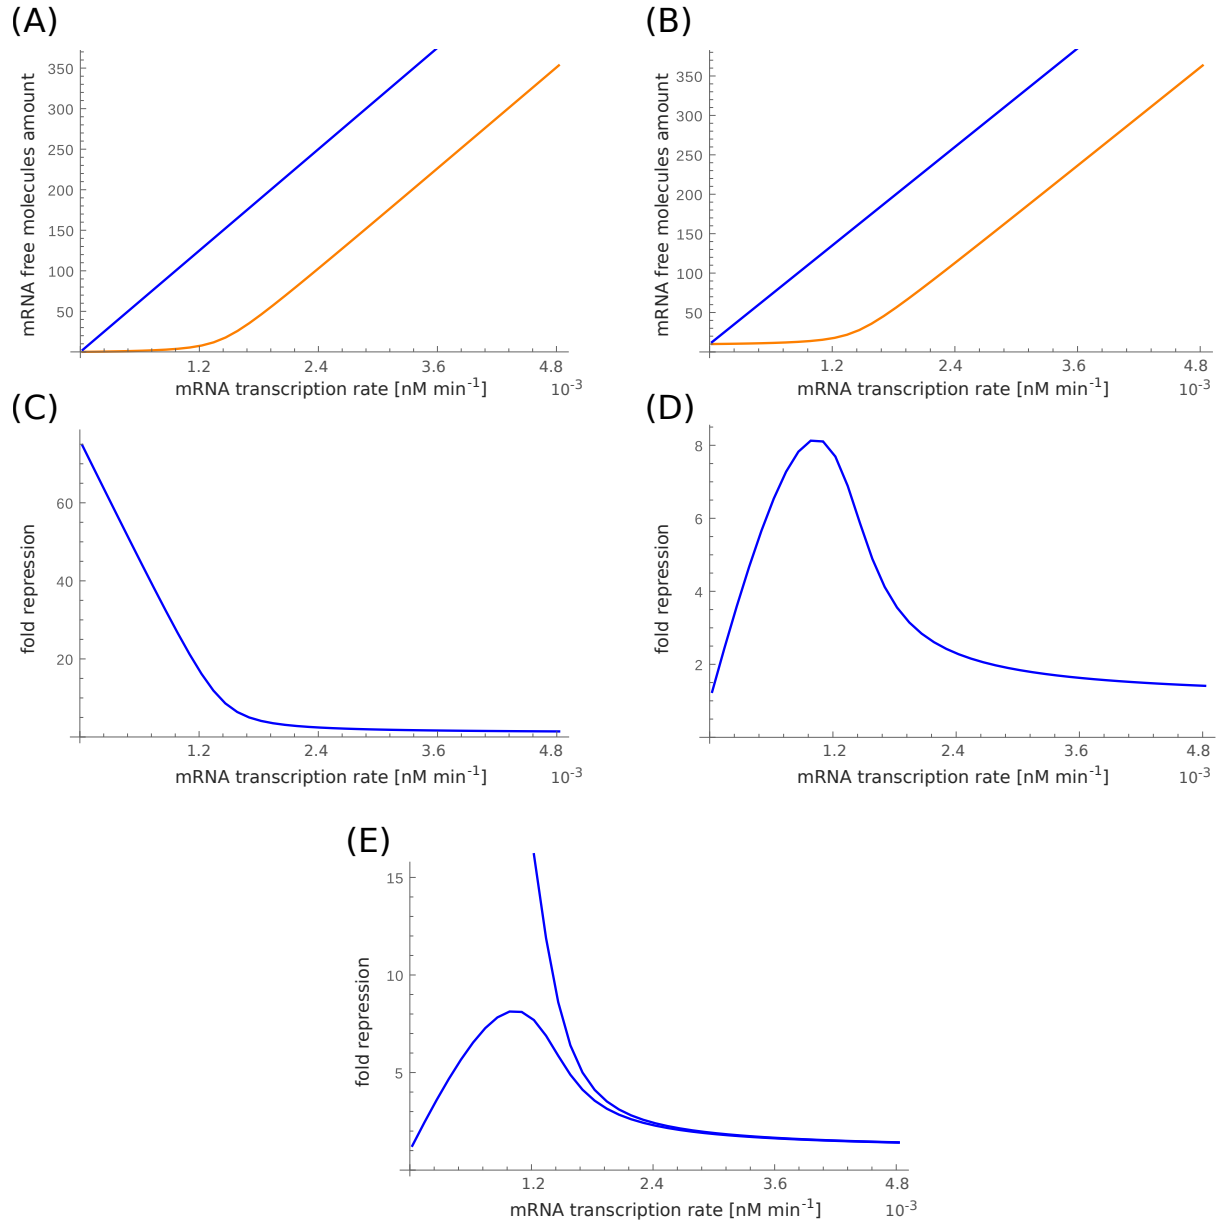 (A)
mRNA free molecules amount
350
300
250
200
150
100
50
1.2 2.4 3.6 4.8
mRNA transcription rate [nM min-1]
10-3
(B)
mRNA free molecules amount
350
300
250
200
150
100
50
1.2 2.4 3.6 4.8
mRNA transcription rate [nM min-1]
10-3
(C)
fold repression
60
40
20
1.2 2.4 3.6 4.8
mRNA transcription rate [nM min-1]
10-3
(D)
fold repression
8
6
4
2
1.2 2.4 3.6 4.8
mRNA transcription rate [nM min-1]
10-3
(E)
fold repression
15
10
5
1.2 2.4 3.6 4.8
mRNA transcription rate [nM min-1]
10-3